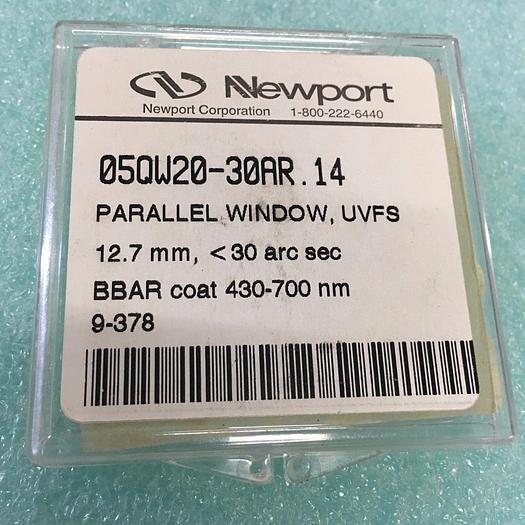 Newport
Newport Corporation 1-800-222-6440
05QW20-30AR.14
PARALLEL WINDOW, UVFS
12.7 mm, <30 arc sec
BBAR coat 430-700 nm
9-378